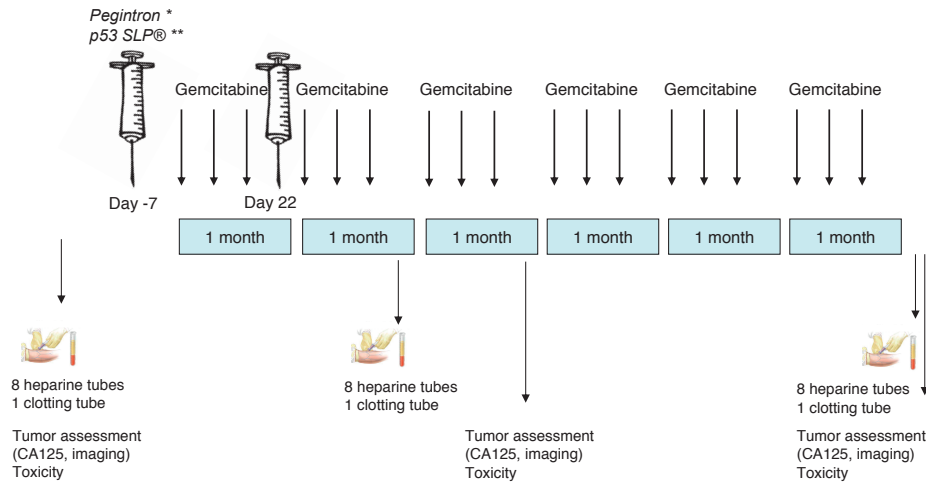 Pegintron *
p53 SLP® **
Gemcitabine
Gemcitabine
Gemcitabine
Gemcitabine
Gemcitabine
Gemcitabine
Day -7
Day 22
1 month
1 month
1 month
1 month
1 month
1 month
8 heparine tubes
1 clotting tube
8 heparine tubes
1 clotting tube
8 heparine tubes
1 clotting tube
Tumor assessment
(CA125, imaging)
Toxicity
Tumor assessment
(CA125, imaging)
Toxicity
Tumor assessment
(CA125, imaging)
Toxicity